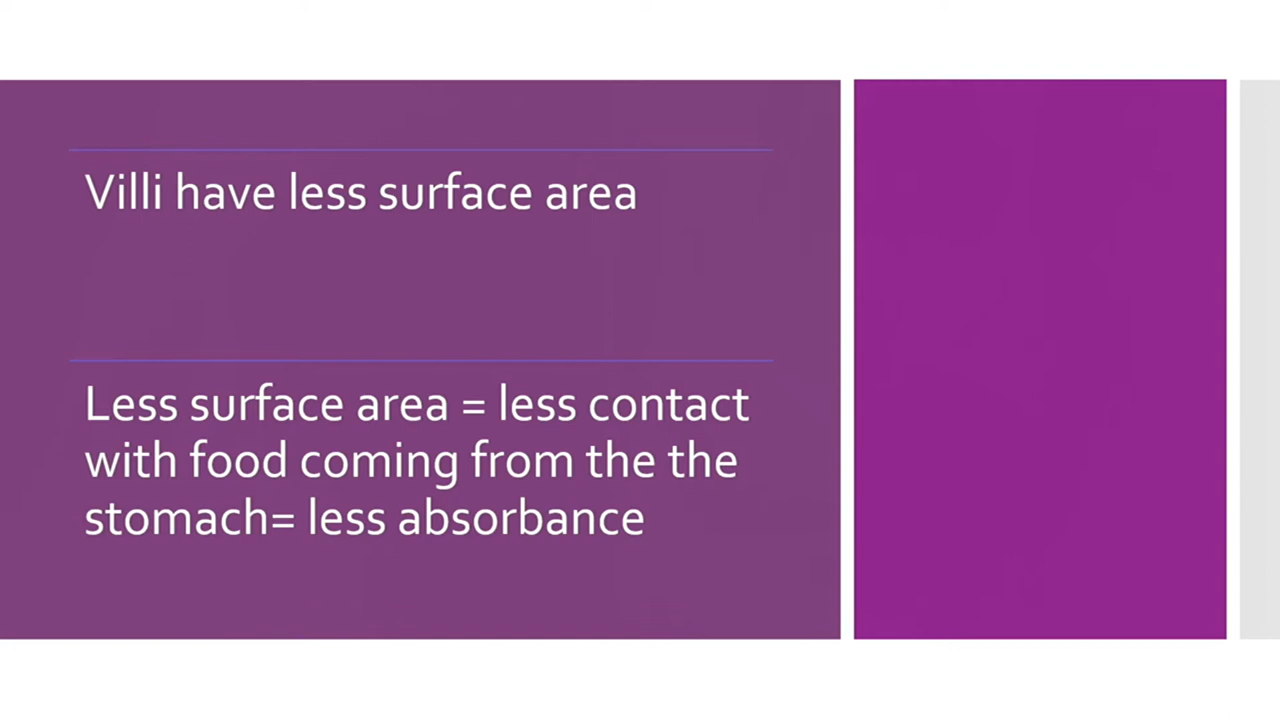 Villi have less surface area
Less surface area = less contact
with food coming from the the
stomach= less absorbance